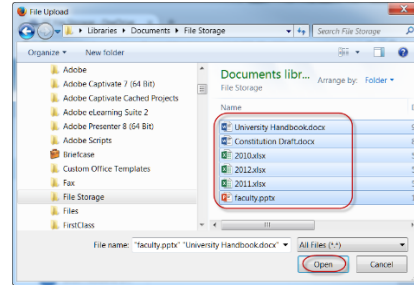 File Upload
Libraries ▸ Documents ▸ File Storage
Search File Storage
Organize
New folder
Adobe
Adobe Captivate 7 (64 Bit)
Adobe Captivate Cached Projects
Adobe eLearning Suite 2
Adobe Presenter 8 (64 Bit)
Adobe Scripts
Briefcase
Custom Office Templates
Fax
File Storage
Files
FirstClass
Documents libr...
File Storage
Arrange by: Folder
Name
University Handbook.docx
Constitution Draft.docx
2010.xlsx
2012.xlsx
2011.xlsx
faculty.pptx
File name: "faculty.pptx" "University Handbook.docx"
All Files (*.*)
Open
Cancel